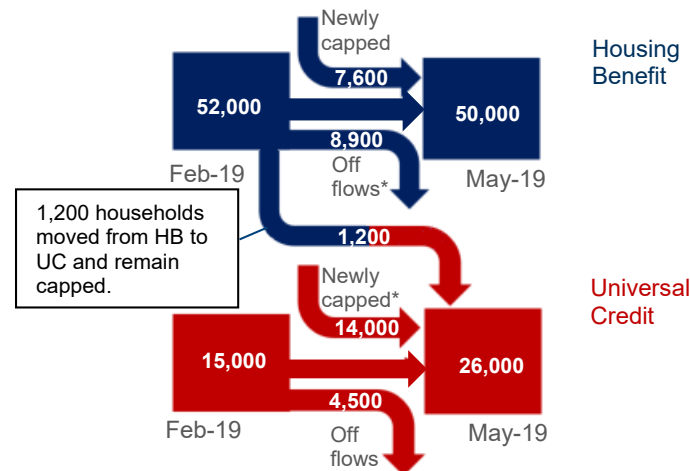 Newly
capped
7,600
Housing
Benefit
52,000
50,000
8,900
Off
flows*
Feb-19
May-19
1,200 households
moved from HB to
UC and remain
capped.
1,200
Newly
capped*
14,000
Universal
Credit
15,000
26,000
4,500
Feb-19
Off
flows
May-19